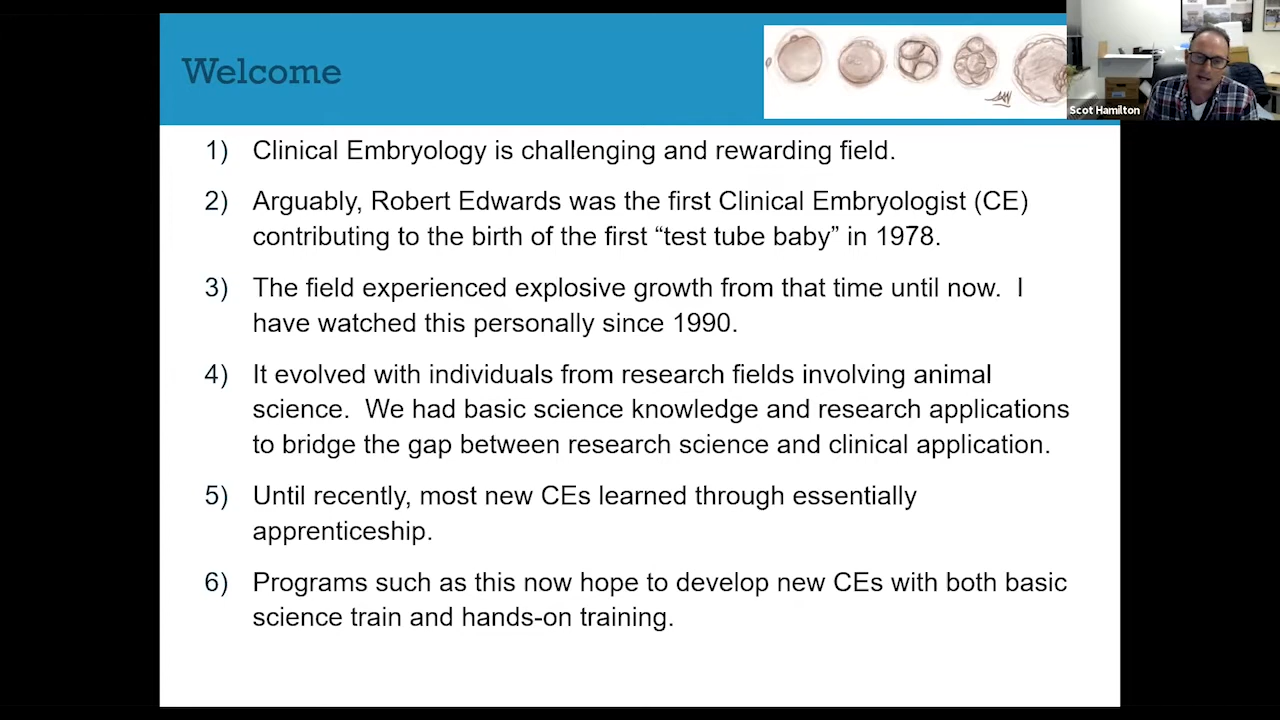 Welcome
Scot Hamilton
1) Clinical Embryology is challenging and rewarding field.
2) Arguably, Robert Edwards was the first Clinical Embryologist (CE)
contributing to the birth of the first “test tube baby” in 1978.
3) The field experienced explosive growth from that time until now.  I
have watched this personally since 1990.
4) It evolved with individuals from research fields involving animal
science.  We had basic science knowledge and research applications
to bridge the gap between research science and clinical application.
5) Until recently, most new CEs learned through essentially
apprenticeship.
6) Programs such as this now hope to develop new CEs with both basic
science train and hands-on training.